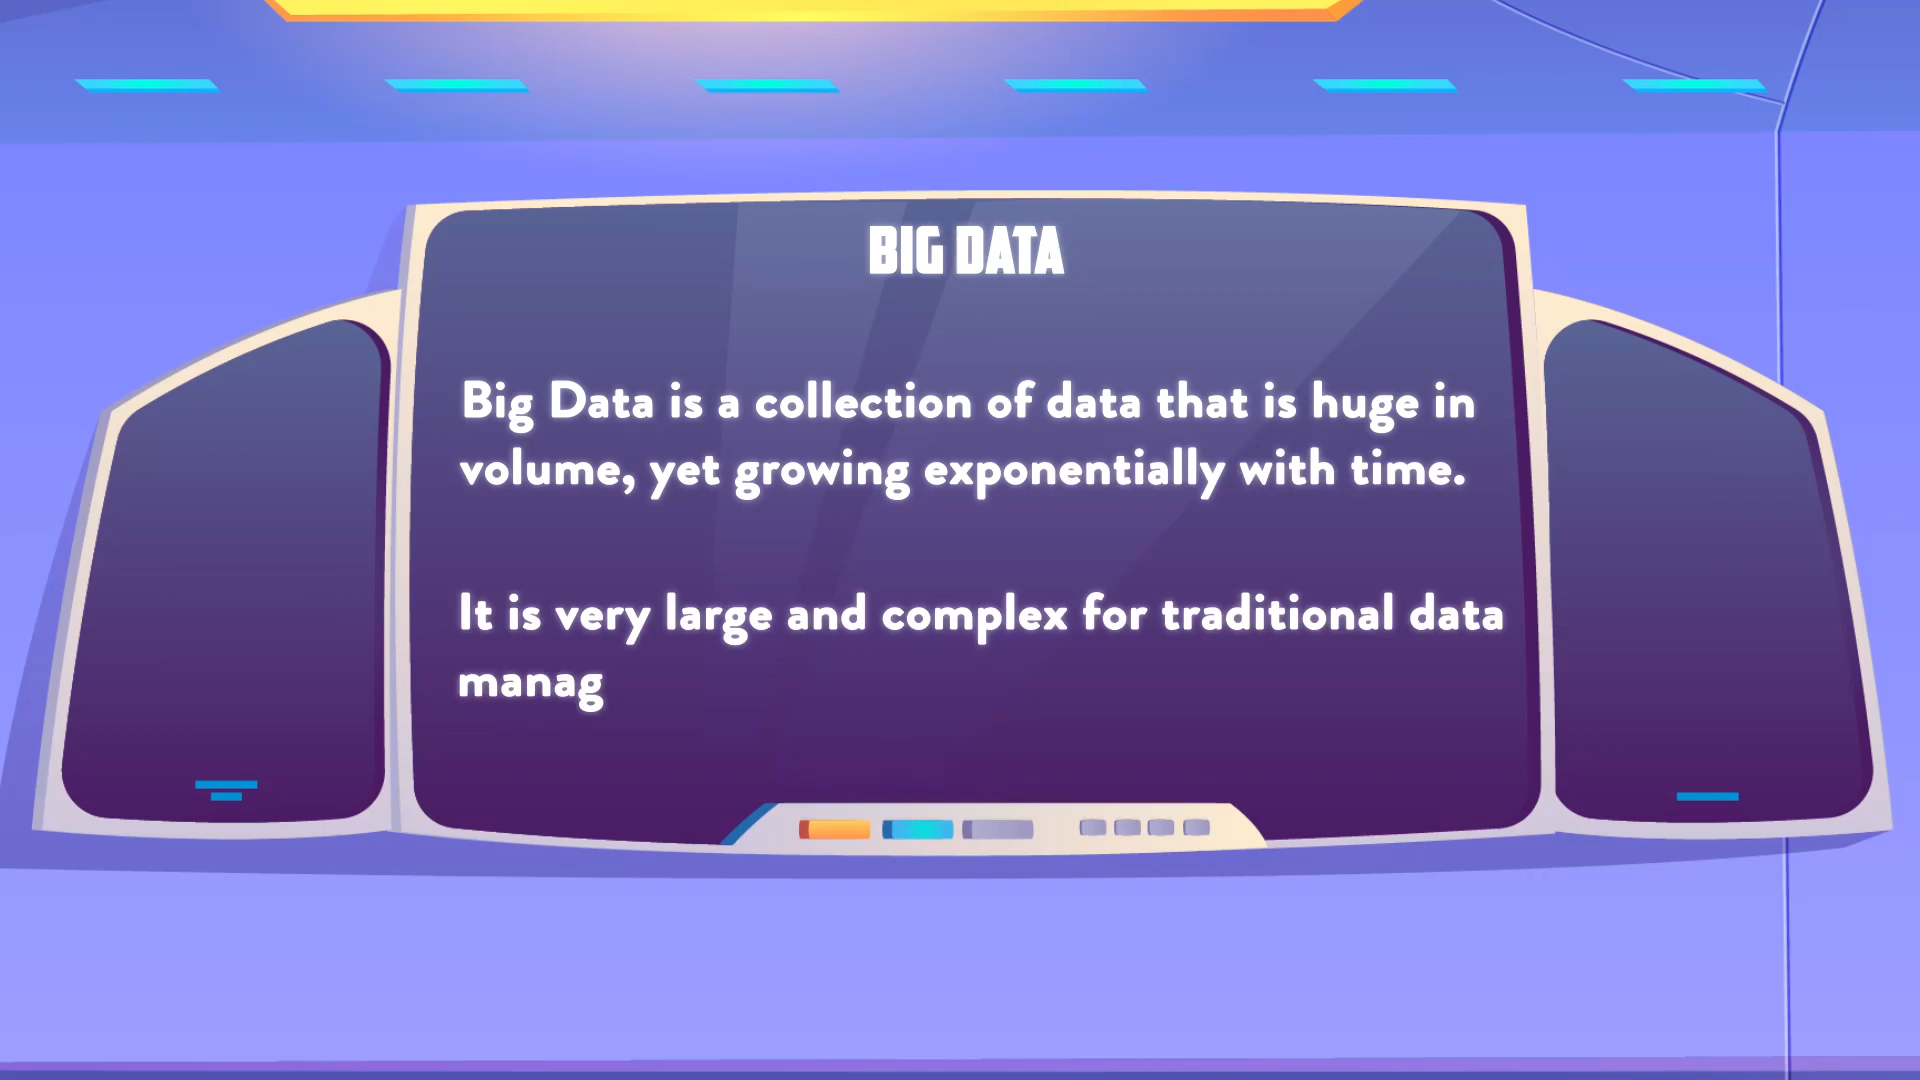 BIG DATA
Big Data is a collection of data that is huge in
volume, yet growing exponentially with time.
It is very large and complex for traditional data
manag